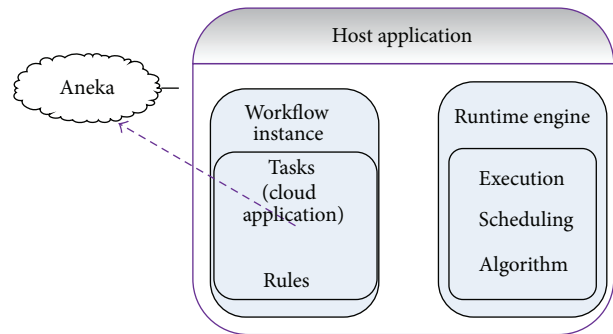 Host application
Aneka
Workflow
instance
Tasks
(cloud
application)
Rules
Runtime engine
Execution
Scheduling
Algorithm